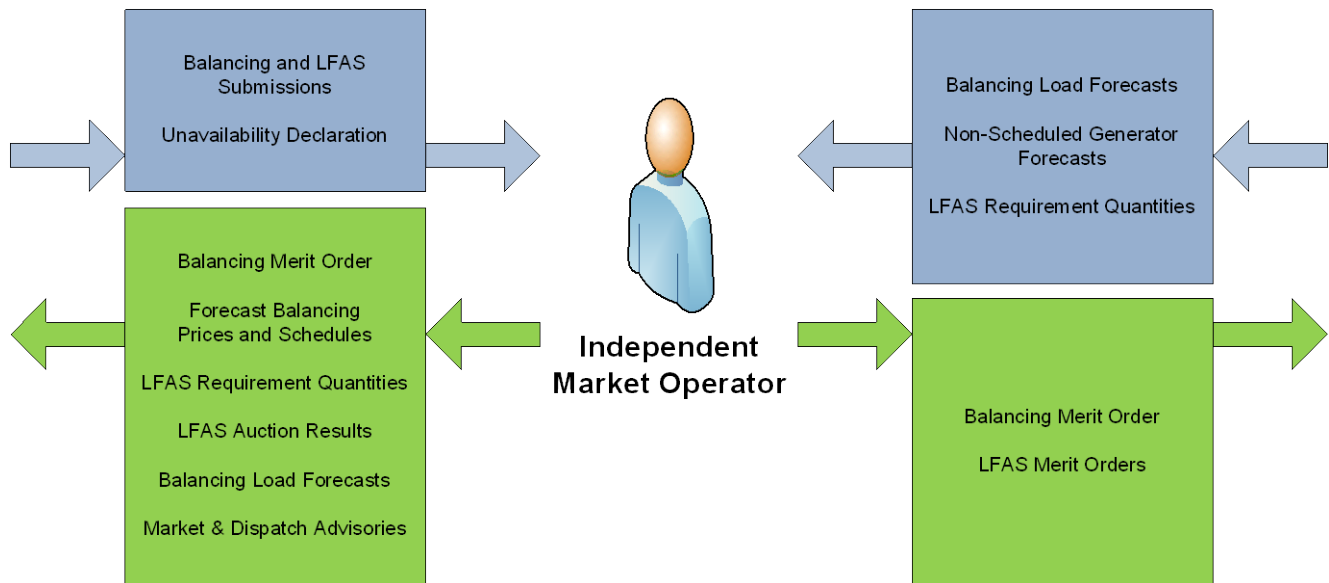 Balancing and LFAS
Submissions
Unavailability Declaration
Balancing Merit Order
Forecast Balancing
Prices and Schedules
LFAS Requirement Quantities
LFAS Auction Results
Balancing Load Forecasts
Market & Dispatch Advisories
Independent
Market Operator
Balancing Load Forecasts
Non-Scheduled Generator
Forecasts
LFAS Requirement Quantities
Balancing Merit Order
LFAS Merit Orders